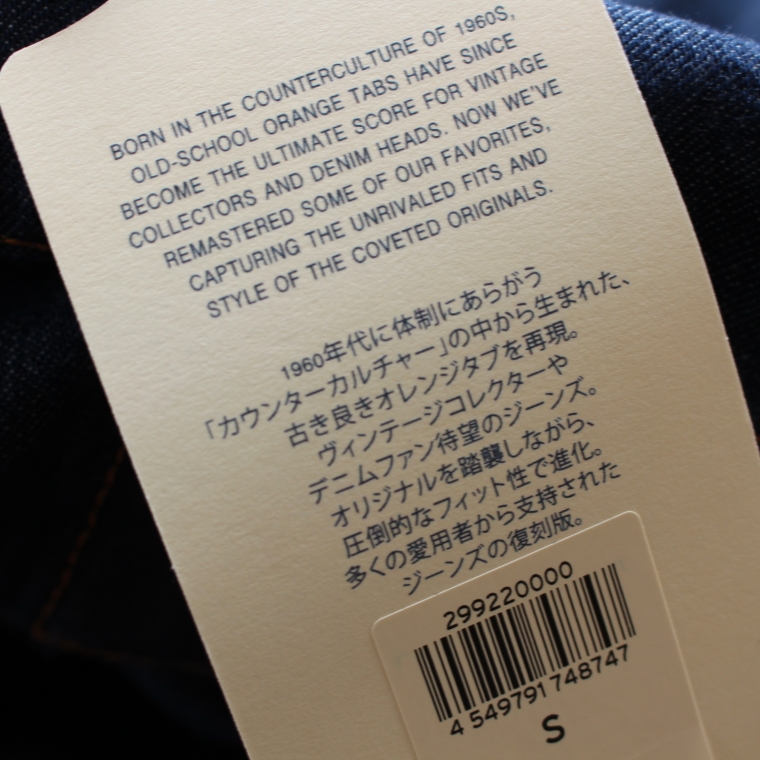 BORN IN THE COUNTERCULTURE OF 1960S,
OLD-SCHOOL ORANGE TABS HAVE SINCE
BECOME THE ULTIMATE SCORE FOR VINTAGE
COLLECTORS AND DENIM HEADS. NOW WE'VE
REMASTERED SOME OF OUR FAVORITES,
CAPTURING THE UNRIVALED FITS AND
STYLE OF THE COVETED ORIGINALS.
1960年代に体制にあらがう
「カウンターカルチャー」の中から生まれた、
古き良きオレンジタブを再現。
ヴィンテージコレクターや
デニムファン待望のジーンズ。
オリジナルを踏襲しながら、
圧倒的なフィット性で進化。
多くの愛用者から支持された
ジーンズの復刻版。
299220000
4 549791 748747
S